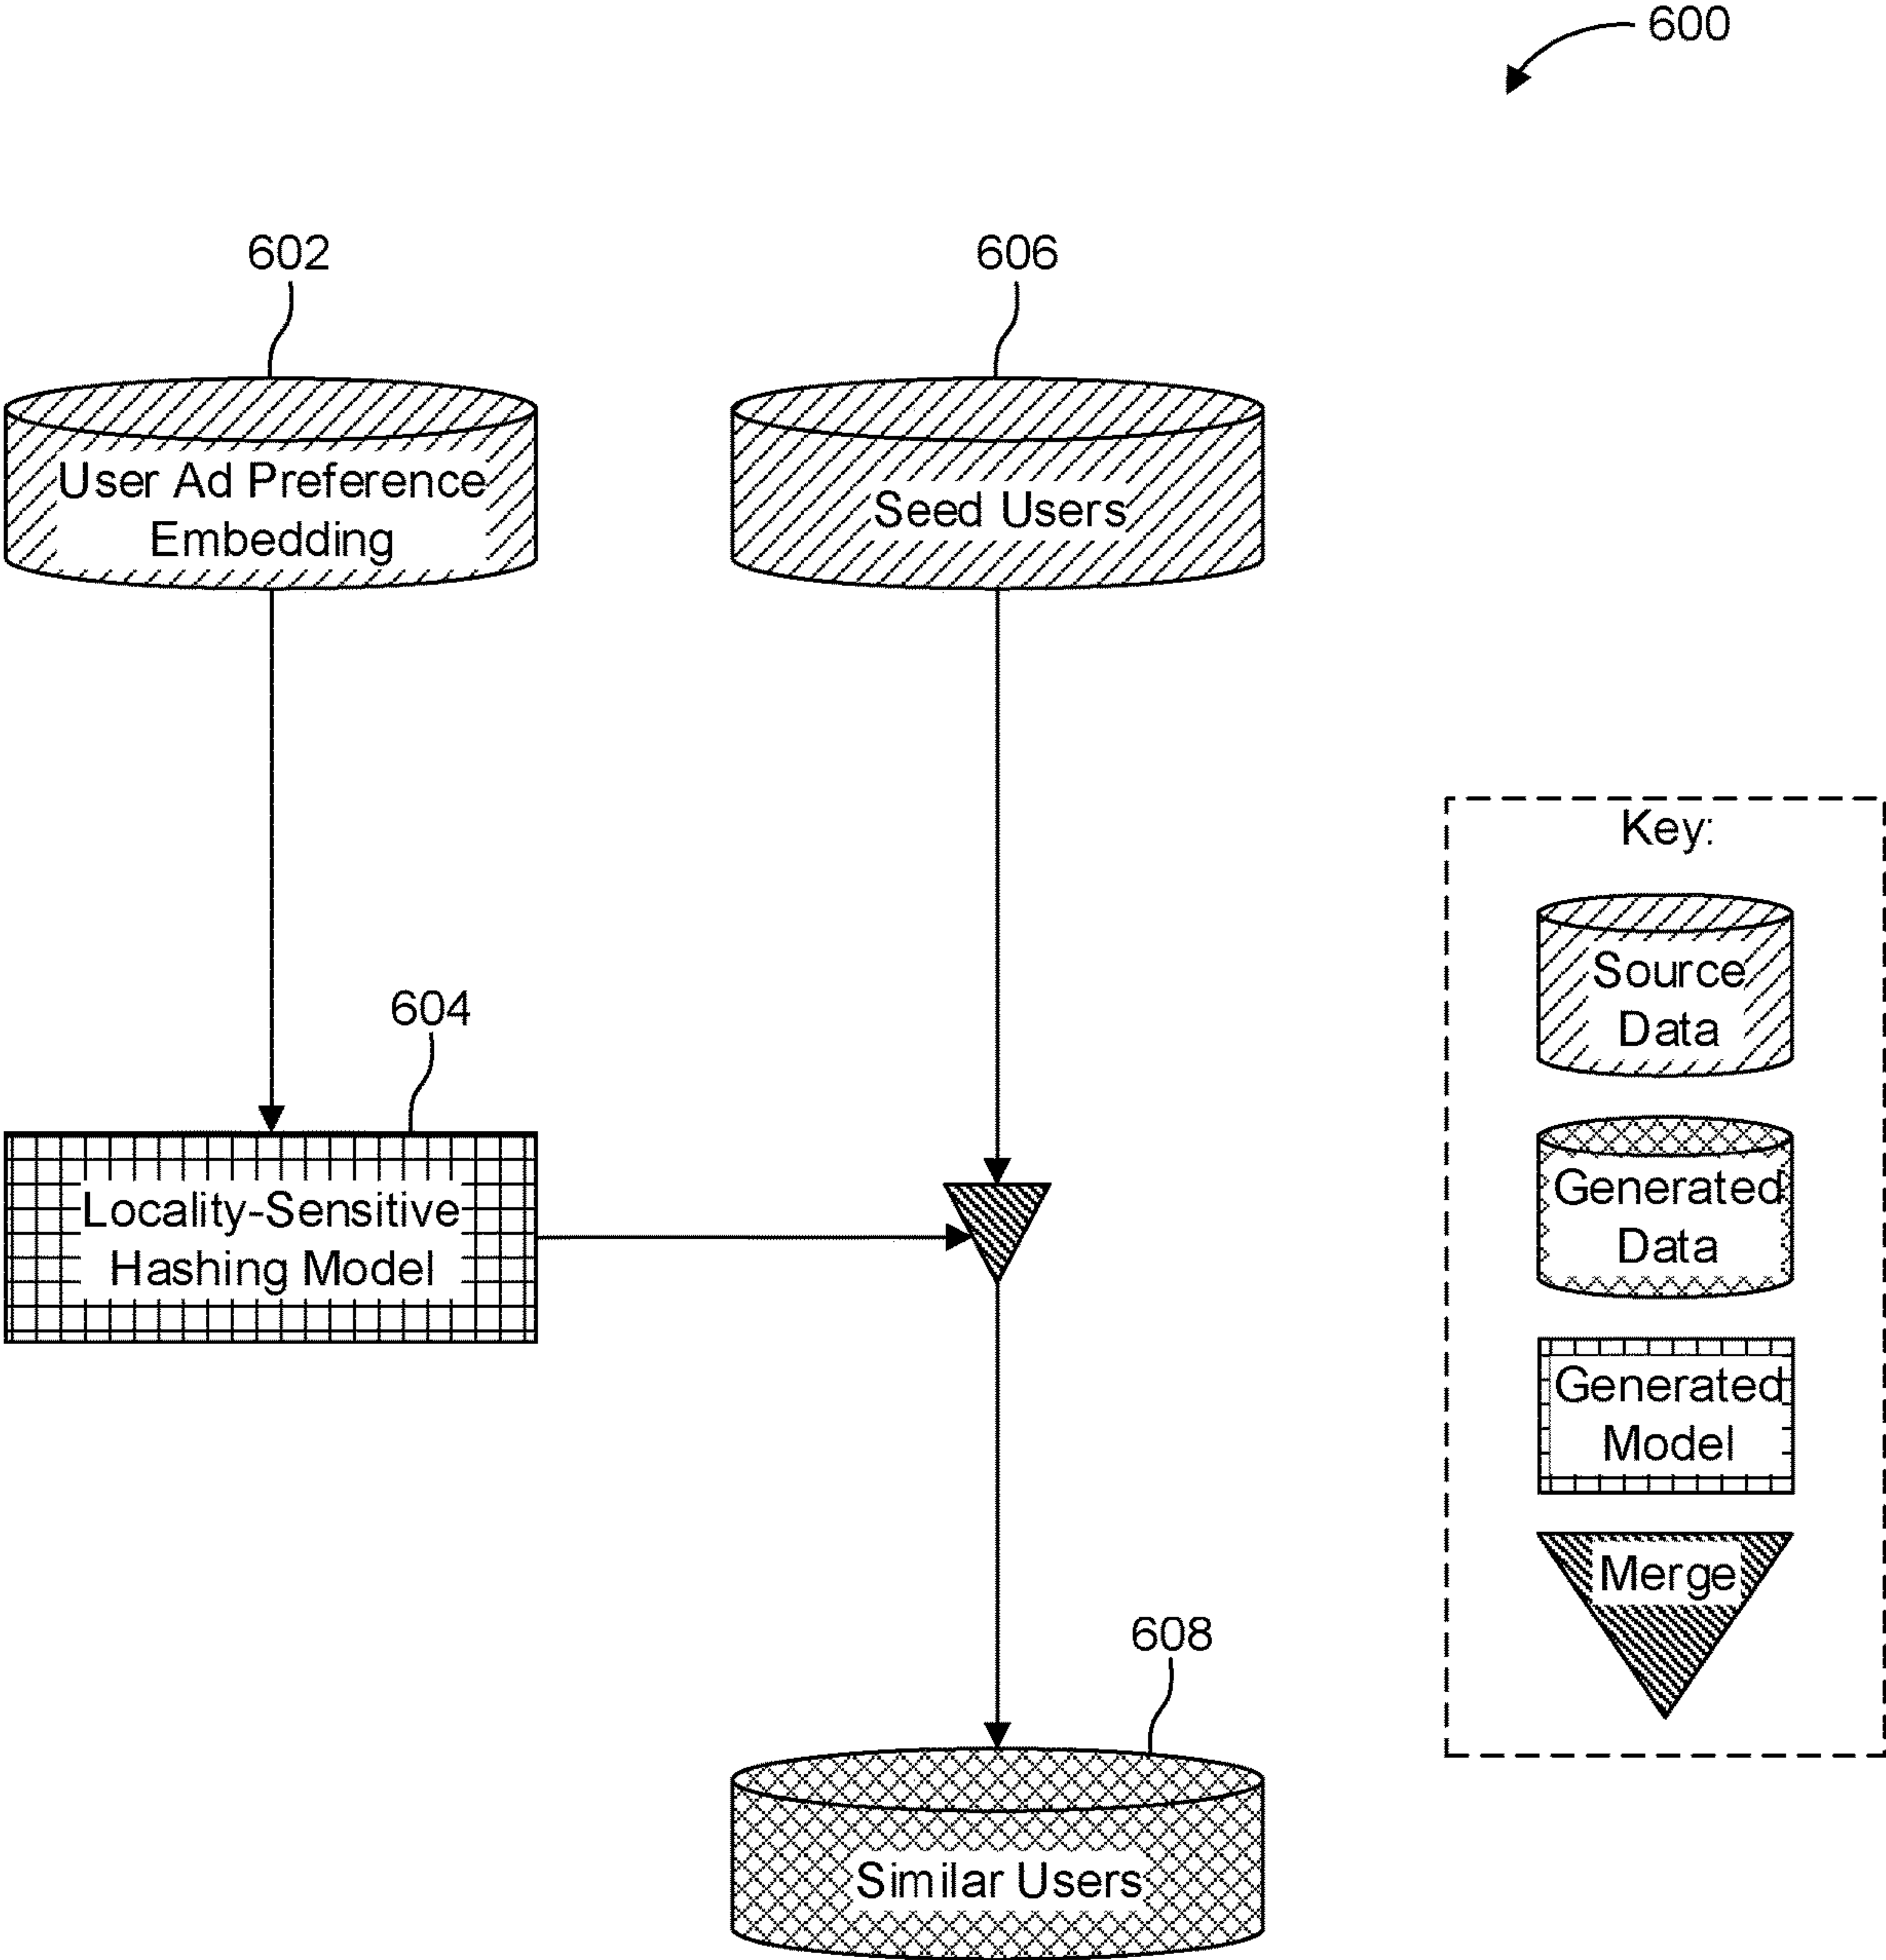 600
602
606
User Ad Preference
Embedding
Seed Users
604
Locality-Sensitive
Hashing Model
608
Similar Users
Key:
Source
Data
Generated
Data
Generated
Model
Merge